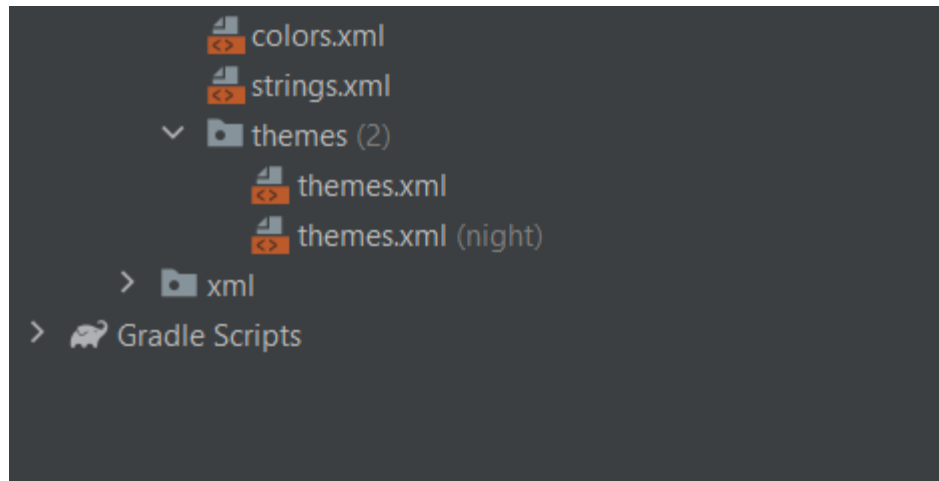 colors.xml
strings.xml
themes (2)
themes.xml
themes.xml (night)
xml
Gradle Scripts